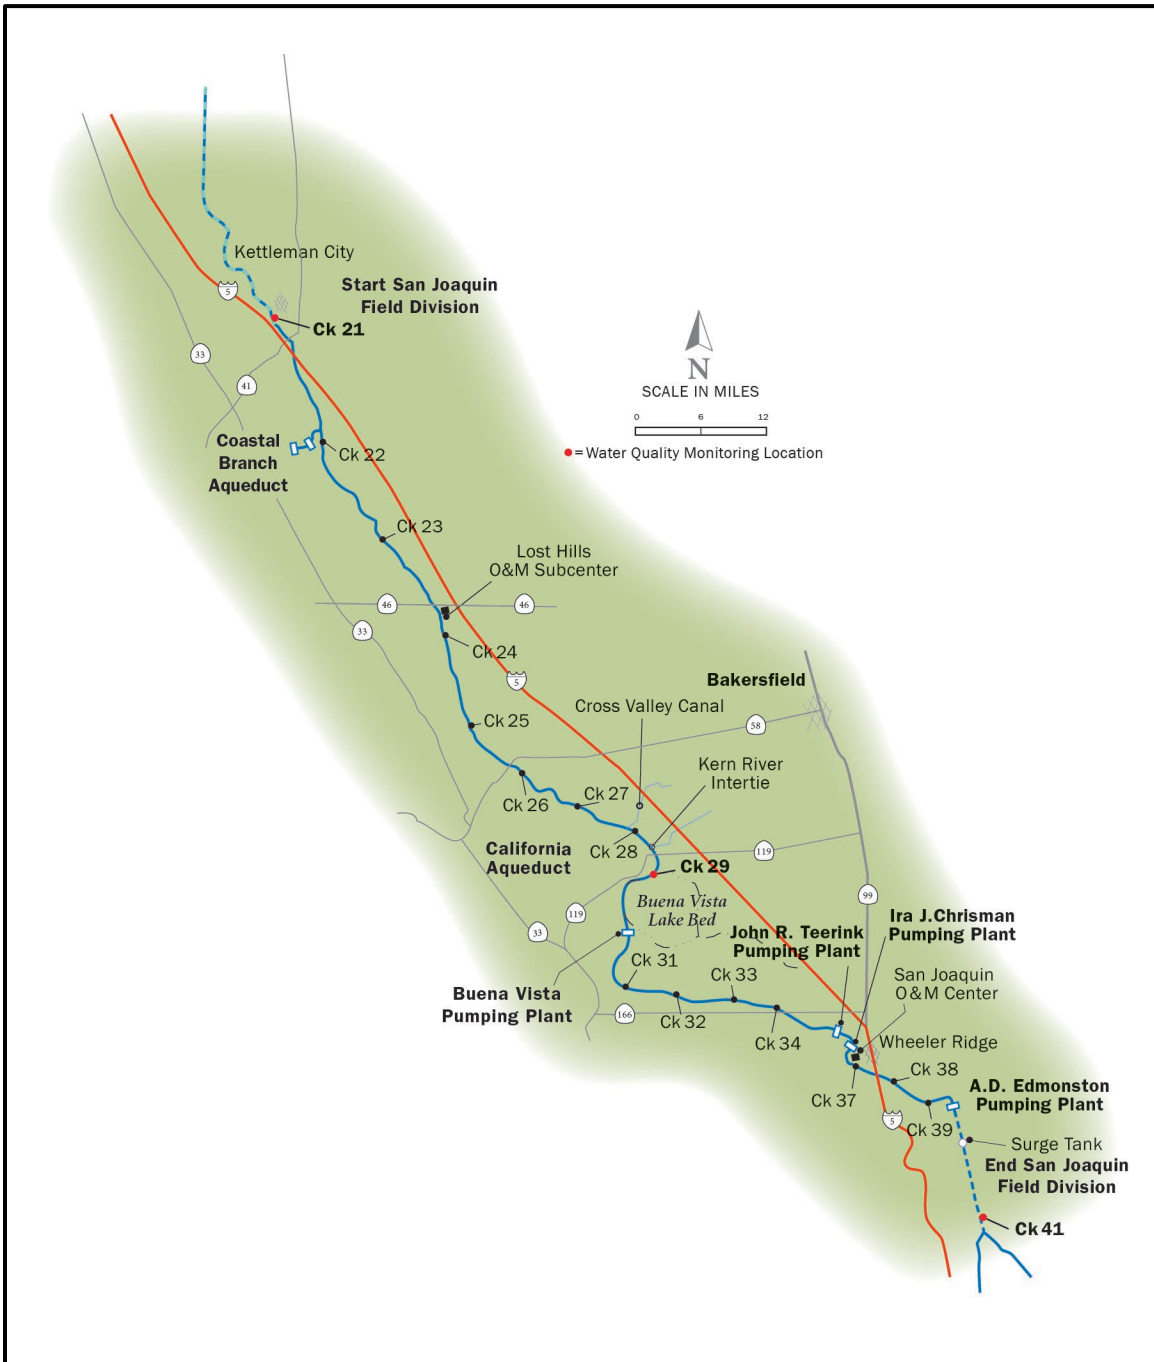 Kettleman City
5
Start San Joaquin
Field Division
Ck 21
33
41
N
SCALE IN MILES
0 6 12
= Water Quality Monitoring Location
Coastal
Branch
Aqueduct
Ck 22
Ck 23
Lost Hills
O&M Subcenter
46
46
33
Ck 24
5
Bakersfield
Cross Valley Canal
Ck 25
58
Kern River
Intertie
Ck 26
Ck 27
California
Aqueduct
Ck 28
119
Ck 29
99
Buena Vista
Lake Bed
119
33
John R. Teerink
Pumping Plant
Ira J.Chrisman
Pumping Plant
Ck 31
Ck 33
San Joaquin
O&M Center
Buena Vista
Pumping Plant
166
Ck 32
Ck 34
Wheeler Ridge
Ck 38
Ck 37
A.D. Edmonston
Pumping Plant
5
Ck 39
Surge Tank
End San Joaquin
Field Division
Ck 41